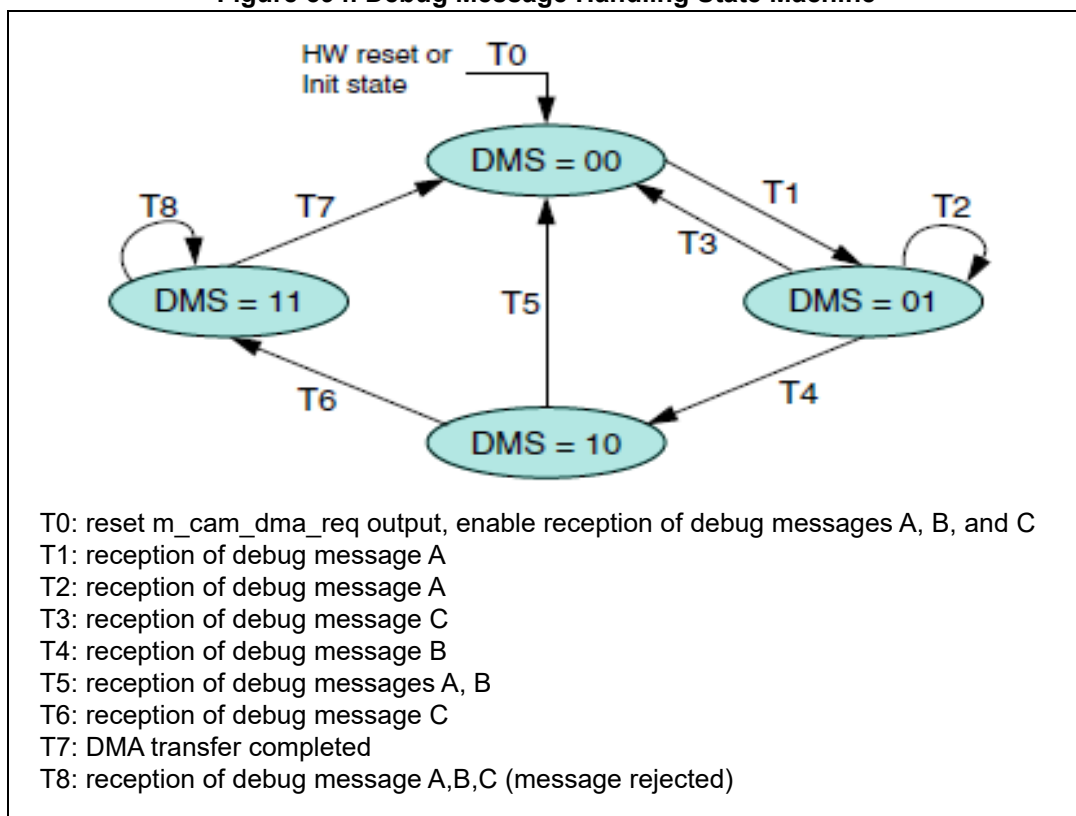 HW reset or T0
Init state
DMS = 00
T1
T8 T7 T3 T2
DMS = 11 T5 DMS = 01
T6 T4
DMS = 10
T0: reset m_cam_dma_req output, enable reception of debug messages A, B, and C
T1: reception of debug message A
T2: reception of debug message A
T3: reception of debug message C
T4: reception of debug message B
T5: reception of debug messages A, B
T6: reception of debug message C
T7: DMA transfer completed
T8: reception of debug message A,B,C (message rejected)